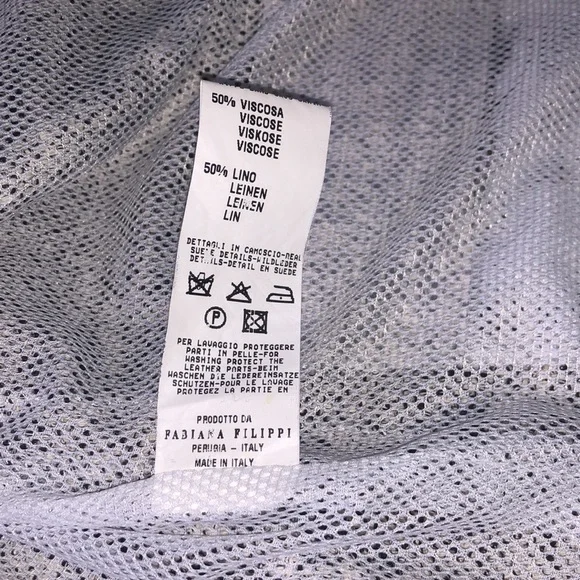 50% VISCOSA
VISCOSE
VISKOSE
VISCOSE
50% LINO
LEINEN
LEINEN
LIN
DETTAGLI IN CAMOSCIO-REAL
SUEDE DETAILS-WILDLEDER
DETAILS-DETAIL EN SUEDE
P
PER LAVAGGIO PROTEGGERE
PARTI IN PELLE-FOR
WASHING PROTECT THE
LEATHER PARTS-BEIM
WASCHEN DIE LEDEREINSATZE
SCHUTZEN-POUR LE LAVAGE
PROTEGEZ LA PARTIE EN
PRODOTTO DA
FABIANA FILIPPI
PERUGIA - ITALY
MADE IN ITALY